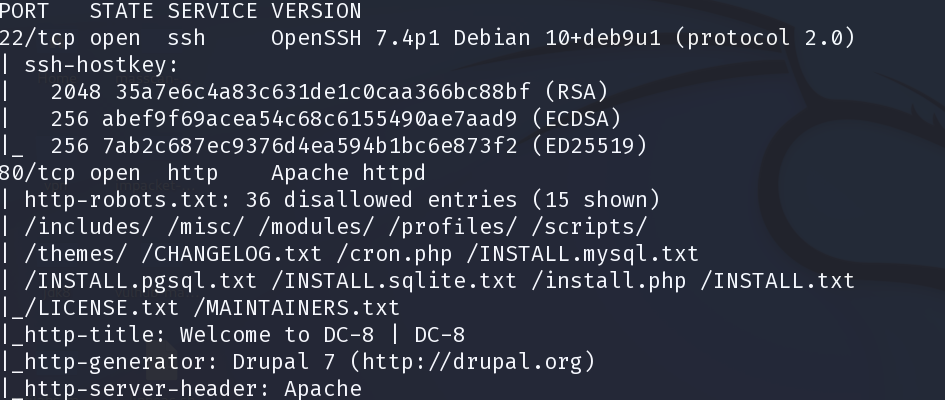 PORT   STATE SERVICE VERSION
22/tcp open  ssh     OpenSSH 7.4p1 Debian 10+deb9u1 (protocol 2.0)
| ssh-hostkey:
|   2048 35a7e6c4a83c631de1c0caa366bc88bf (RSA)
|   256 abef9f69acea54c68c6155490ae7aad9 (ECDSA)
|_  256 7ab2c687ec9376d4ea594b1bc6e873f2 (ED25519)
80/tcp open  http    Apache httpd
| http-robots.txt: 36 disallowed entries (15 shown)
| /includes/ /misc/ /modules/ /profiles/ /scripts/
| /themes/ /CHANGELOG.txt /cron.php /INSTALL.mysql.txt
| /INSTALL.pgsql.txt /INSTALL.sqlite.txt /install.php /INSTALL.txt
|_/LICENSE.txt /MAINTAINERS.txt
|_http-title: Welcome to DC-8 | DC-8
|_http-generator: Drupal 7 (http://drupal.org)
|_http-server-header: Apache